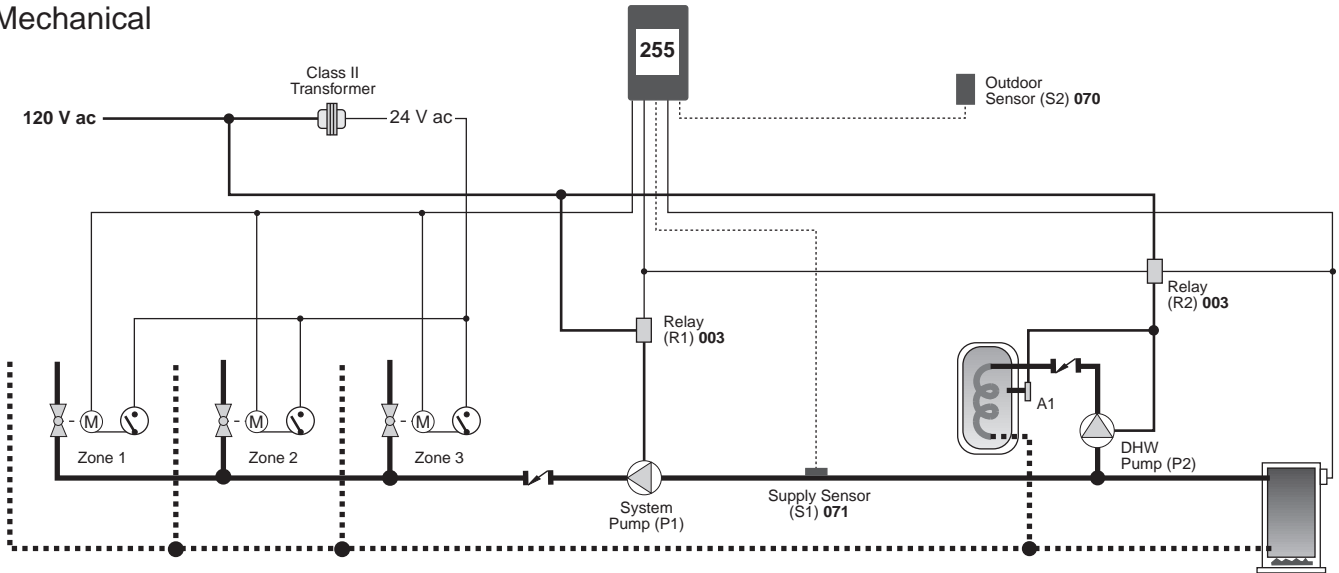 Mechanical
255
Class II
Transformer
Outdoor
Sensor (S2) 070
120 V ac
24 V ac
Relay
(R2) 003
Relay
(R1) 003
A1
M
M
M
Zone 1
Zone 2
Zone 3
DHW
Pump (P2)
System
Pump (P1)
Supply Sensor
(S1) 071